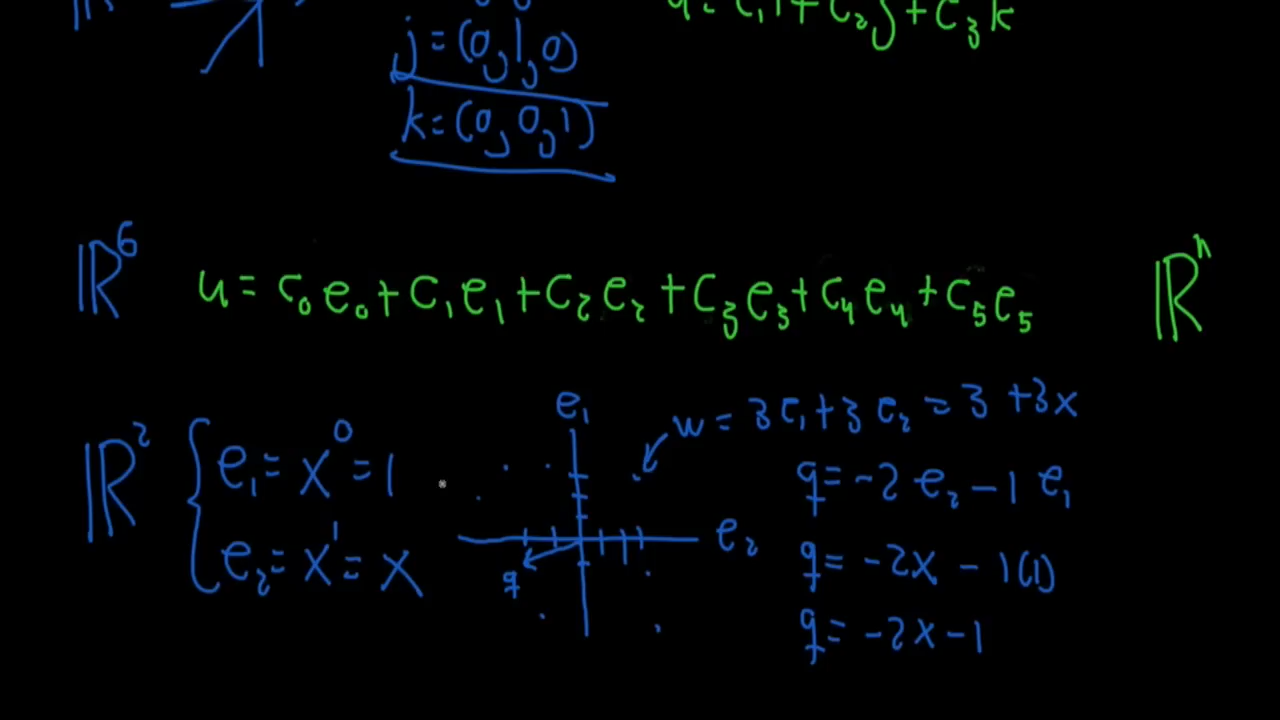 u = c₁i + c₂j + c₃k
j = (0, 1, 0)
k = (0, 0, 1)
ℝ⁶ u = c₀e₀ + c₁e₁ + c₂e₂ + c₃e₃ + c₄e₄ + c₅e₅ ℝⁿ
e₁ w = 3e₁ + 3e₂ = 3 + 3x
ℝ² { e₁ = x⁰ = 1
q = -2e₂ - 1e₁
e₂ = x¹ = x
e₂
q
q = -2x - 1(1)
q = -2x - 1